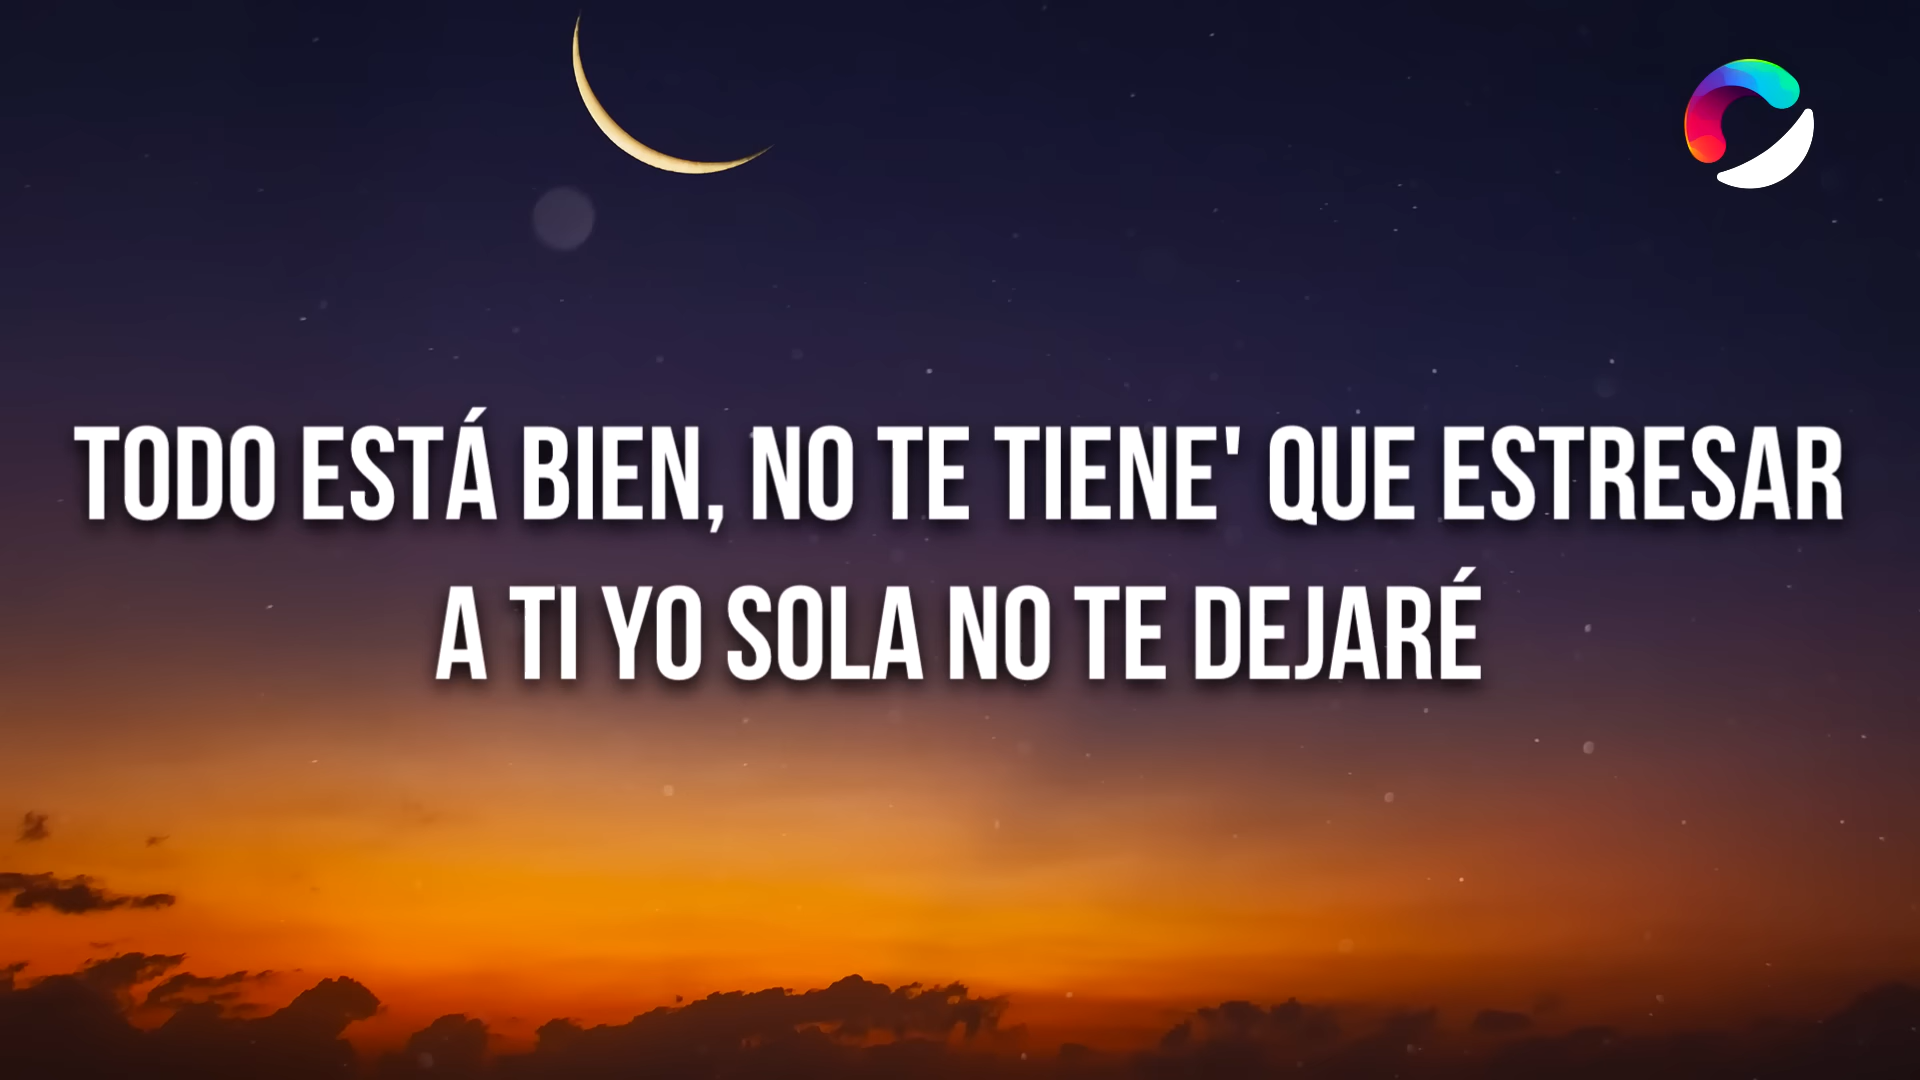 TODO ESTÁ BIEN, NO TE TIENE' QUE ESTRESAR
A TI YO SOLA NO TE DEJARÉ